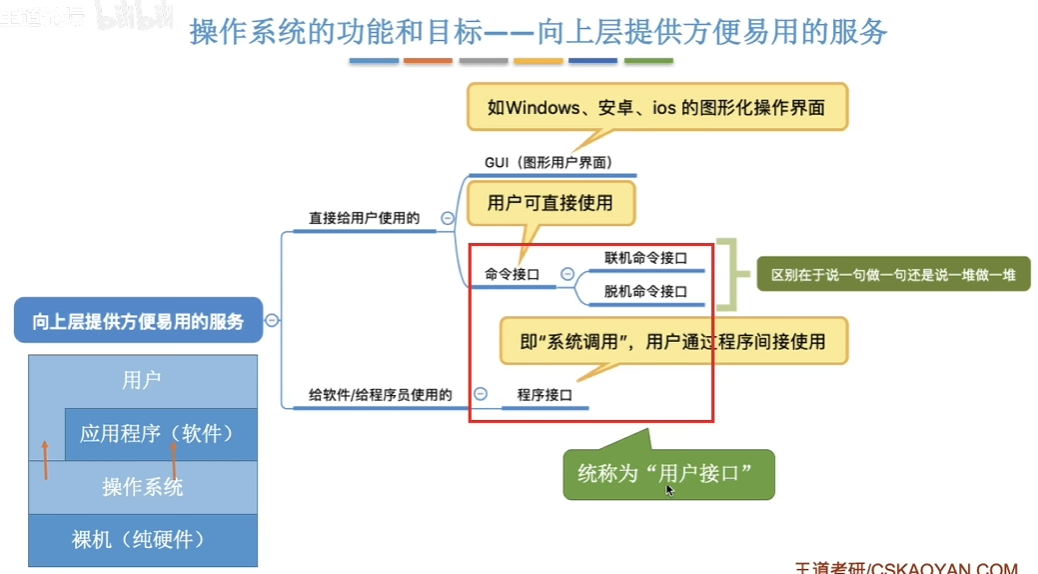 操作系统的功能和目标——向上层提供方便易用的服务
如Windows、安卓、ios 的图形化操作界面
GUI（图形用户界面）
用户可直接使用
直接给用户使用的
联机命令接口
命令接口
区别在于说一句做一句还是说一堆做一堆
脱机命令接口
向上层提供方便易用的服务
即“系统调用”，用户通过程序间接使用
用户
给软件/给程序员使用的
程序接口
应用程序（软件）
统称为“用户接口”
操作系统
裸机（纯硬件）
王道考研/CSKAOYAN.COM